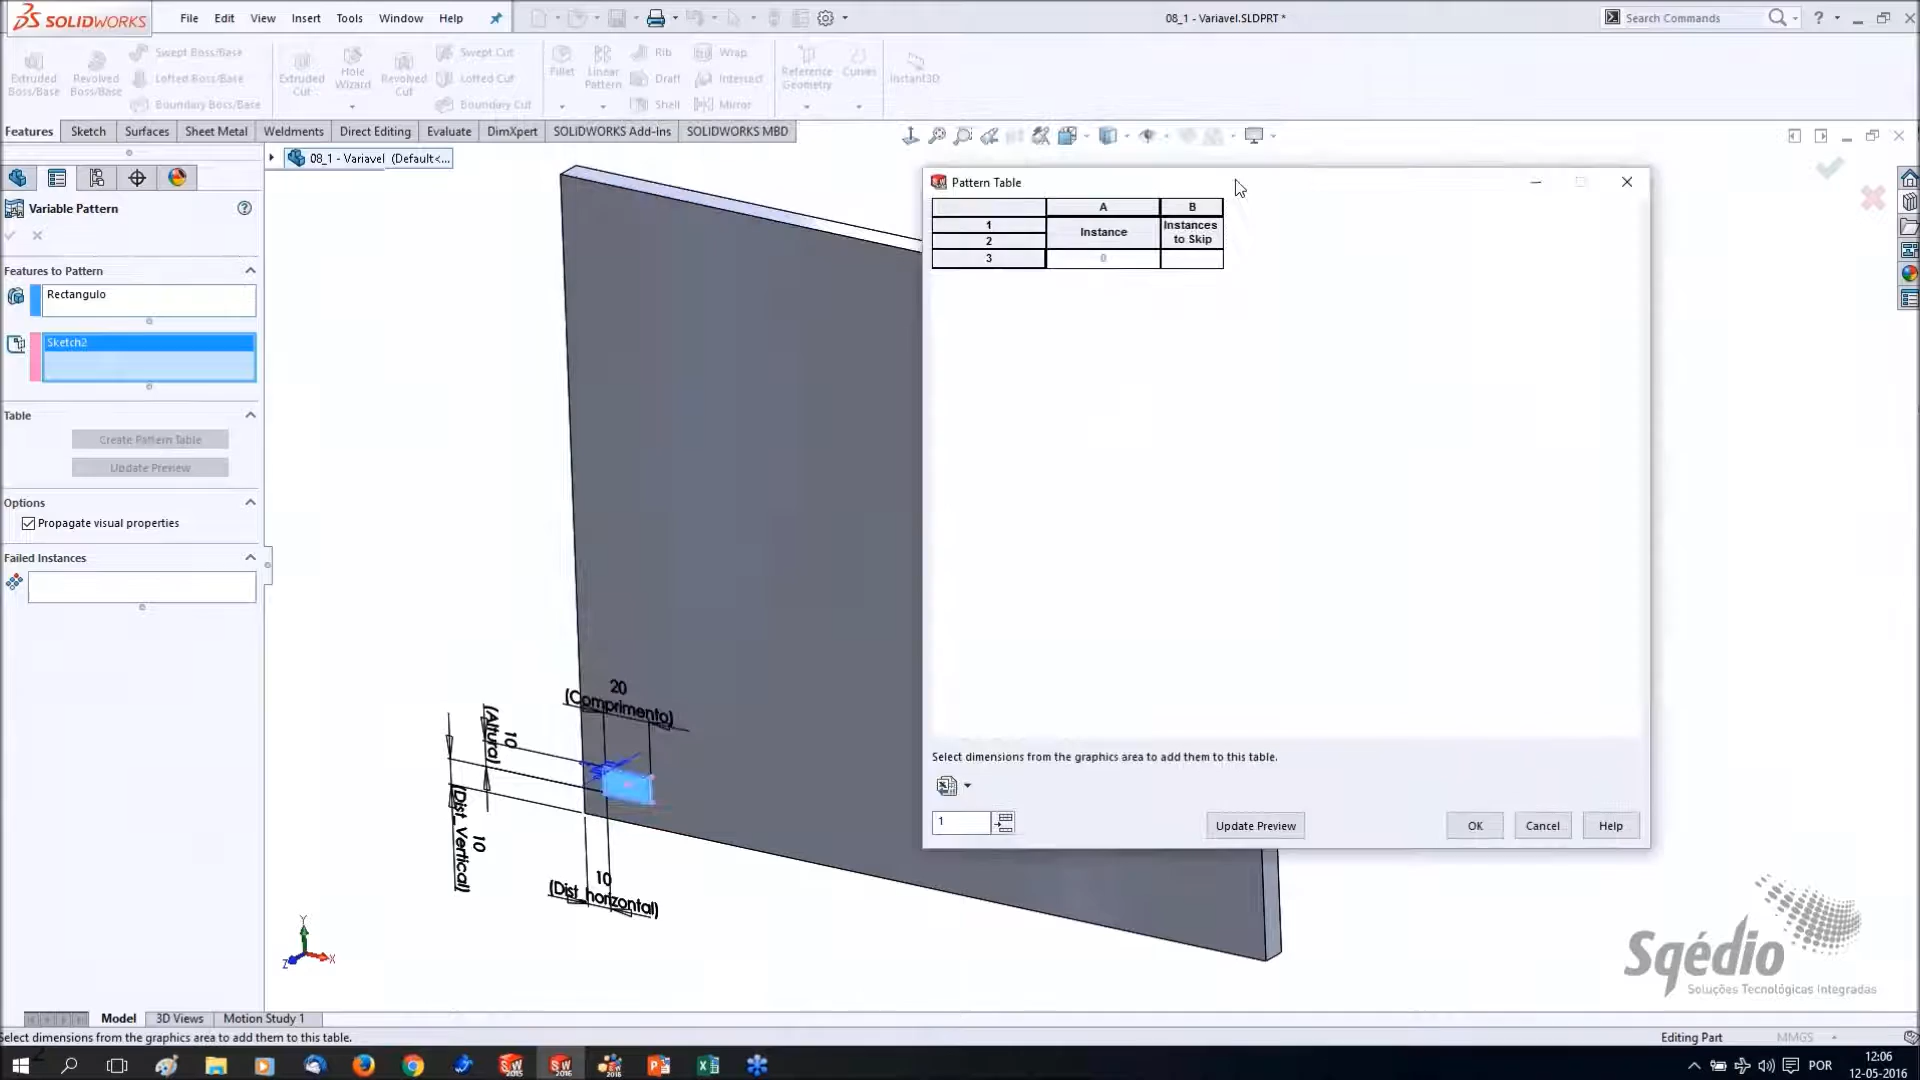 SOLIDWORKS
File Edit View Insert Tools Window Help
08_1 - Variavel.SLDPRT *
Search Commands
Extruded Boss/Base
Revolved Boss/Base
Swept Boss/Base
Lofted Boss/Base
Boundary Boss/Base
Extruded Cut
Hole Wizard
Revolved Cut
Swept Cut
Lofted Cut
Boundary Cut
Fillet
Linear Pattern
Rib
Draft
Shell
Wrap
Intersect
Mirror
Reference Geometry
Curves
Instant3D
Features Sketch Surfaces Sheet Metal Weldments Direct Editing Evaluate DimXpert SOLIDWORKS Add-Ins SOLIDWORKS MBD
08_1 - Variavel (Default<...
Variable Pattern
Features to Pattern
Rectangulo
Sketch2
Table
Create Pattern Table
Update Preview
Options
Propagate visual properties
Failed Instances
Pattern Table
A B
1
2
Instance
Instances
to Skip
3 0
Select dimensions from the graphics area to add them to this table.
1
Update Preview
OK
Cancel
Help
20
(Comprimento)
10
(Altura)
10
(Dist_Vertical)
10
(Dist_horizontal)
Y
Z
X
Sqédio
Soluções Tecnológicas Integradas
Model 3D Views Motion Study 1
Select dimensions from the graphics area to add them to this table.
Editing Part
MMGS
POR
12:06
12-05-2016